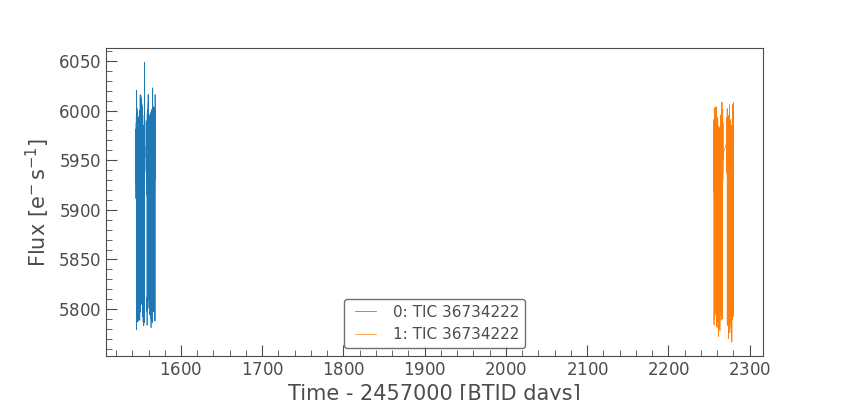 6050
6000
5950
5900
5850
5800
Flux [e⁻ s⁻¹]
0: TIC 36734222
1: TIC 36734222
1600 1700 1800 1900 2000 2100 2200 2300
Time - 2457000 [BTJD days]